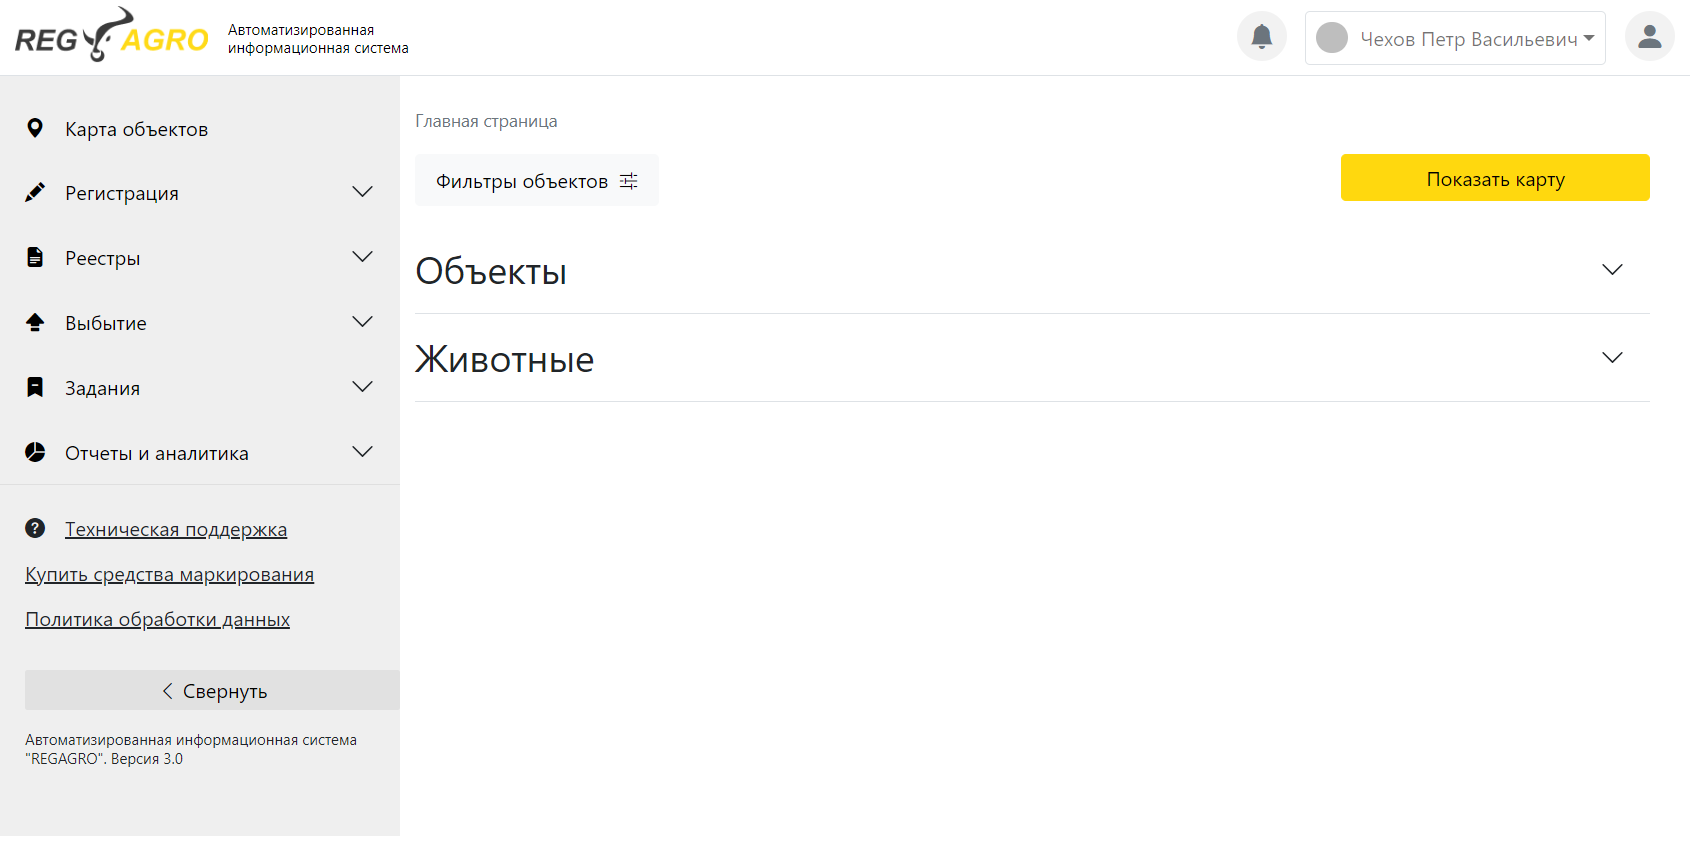 REG AGRO
Автоматизированная
информационная система
Чехов Петр Васильевич
Карта объектов
Регистрация
Реестры
Выбытие
Задания
Отчеты и аналитика
Техническая поддержка
Купить средства маркирования
Политика обработки данных
Свернуть
Автоматизированная информационная система
"REGAGRO". Версия 3.0
Главная страница
Фильтры объектов
Показать карту
Объекты
Животные